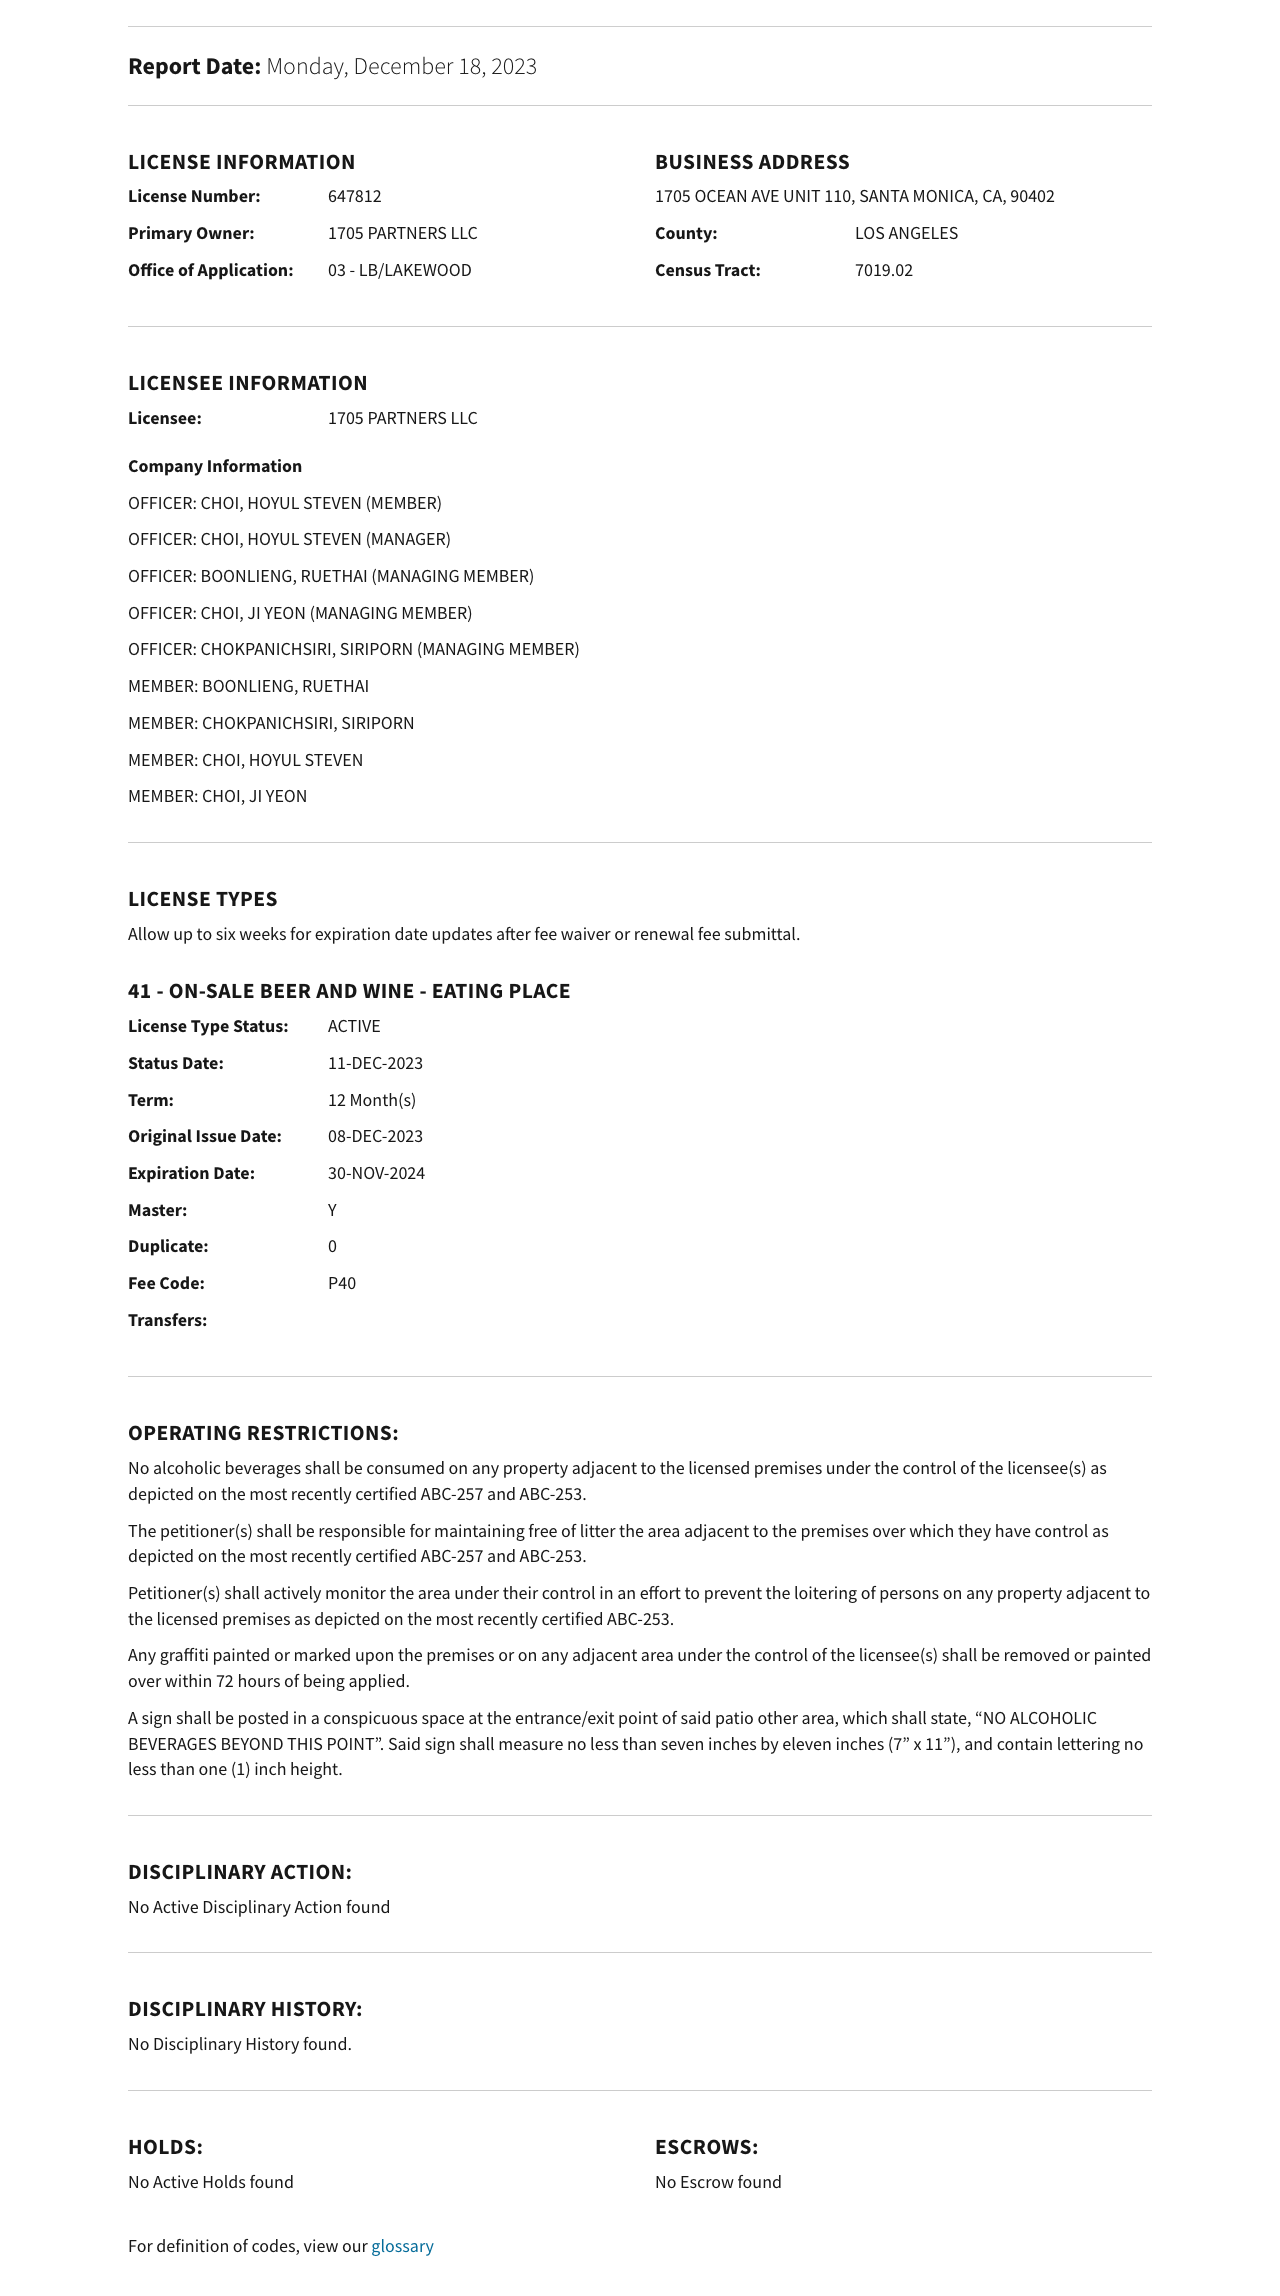 Report Date: Monday, December 18, 2023
LICENSE INFORMATION
License Number: 647812
Primary Owner: 1705 PARTNERS LLC
Office of Application: 03 - LB/LAKEWOOD
BUSINESS ADDRESS
1705 OCEAN AVE UNIT 110, SANTA MONICA, CA, 90402
County: LOS ANGELES
Census Tract: 7019.02
LICENSEE INFORMATION
Licensee: 1705 PARTNERS LLC
Company Information
OFFICER: CHOI, HOYUL STEVEN (MEMBER)
OFFICER: CHOI, HOYUL STEVEN (MANAGER)
OFFICER: BOONLIENG, RUETHAI (MANAGING MEMBER)
OFFICER: CHOI, JI YEON (MANAGING MEMBER)
OFFICER: CHOKPANICHSIRI, SIRIPORN (MANAGING MEMBER)
MEMBER: BOONLIENG, RUETHAI
MEMBER: CHOKPANICHSIRI, SIRIPORN
MEMBER: CHOI, HOYUL STEVEN
MEMBER: CHOI, JI YEON
LICENSE TYPES
Allow up to six weeks for expiration date updates after fee waiver or renewal fee submittal.
41 - ON-SALE BEER AND WINE - EATING PLACE
License Type Status: ACTIVE
Status Date: 11-DEC-2023
Term: 12 Month(s)
Original Issue Date: 08-DEC-2023
Expiration Date: 30-NOV-2024
Master: Y
Duplicate: 0
Fee Code: P40
Transfers:
OPERATING RESTRICTIONS:
No alcoholic beverages shall be consumed on any property adjacent to the licensed premises under the control of the licensee(s) as
depicted on the most recently certified ABC-257 and ABC-253.
The petitioner(s) shall be responsible for maintaining free of litter the area adjacent to the premises over which they have control as
depicted on the most recently certified ABC-257 and ABC-253.
Petitioner(s) shall actively monitor the area under their control in an effort to prevent the loitering of persons on any property adjacent to
the licensed premises as depicted on the most recently certified ABC-253.
Any graffiti painted or marked upon the premises or on any adjacent area under the control of the licensee(s) shall be removed or painted
over within 72 hours of being applied.
A sign shall be posted in a conspicuous space at the entrance/exit point of said patio other area, which shall state, “NO ALCOHOLIC
BEVERAGES BEYOND THIS POINT”. Said sign shall measure no less than seven inches by eleven inches (7” x 11”), and contain lettering no
less than one (1) inch height.
DISCIPLINARY ACTION:
No Active Disciplinary Action found
DISCIPLINARY HISTORY:
No Disciplinary History found.
HOLDS:
No Active Holds found
ESCROWS:
No Escrow found
For definition of codes, view our glossary